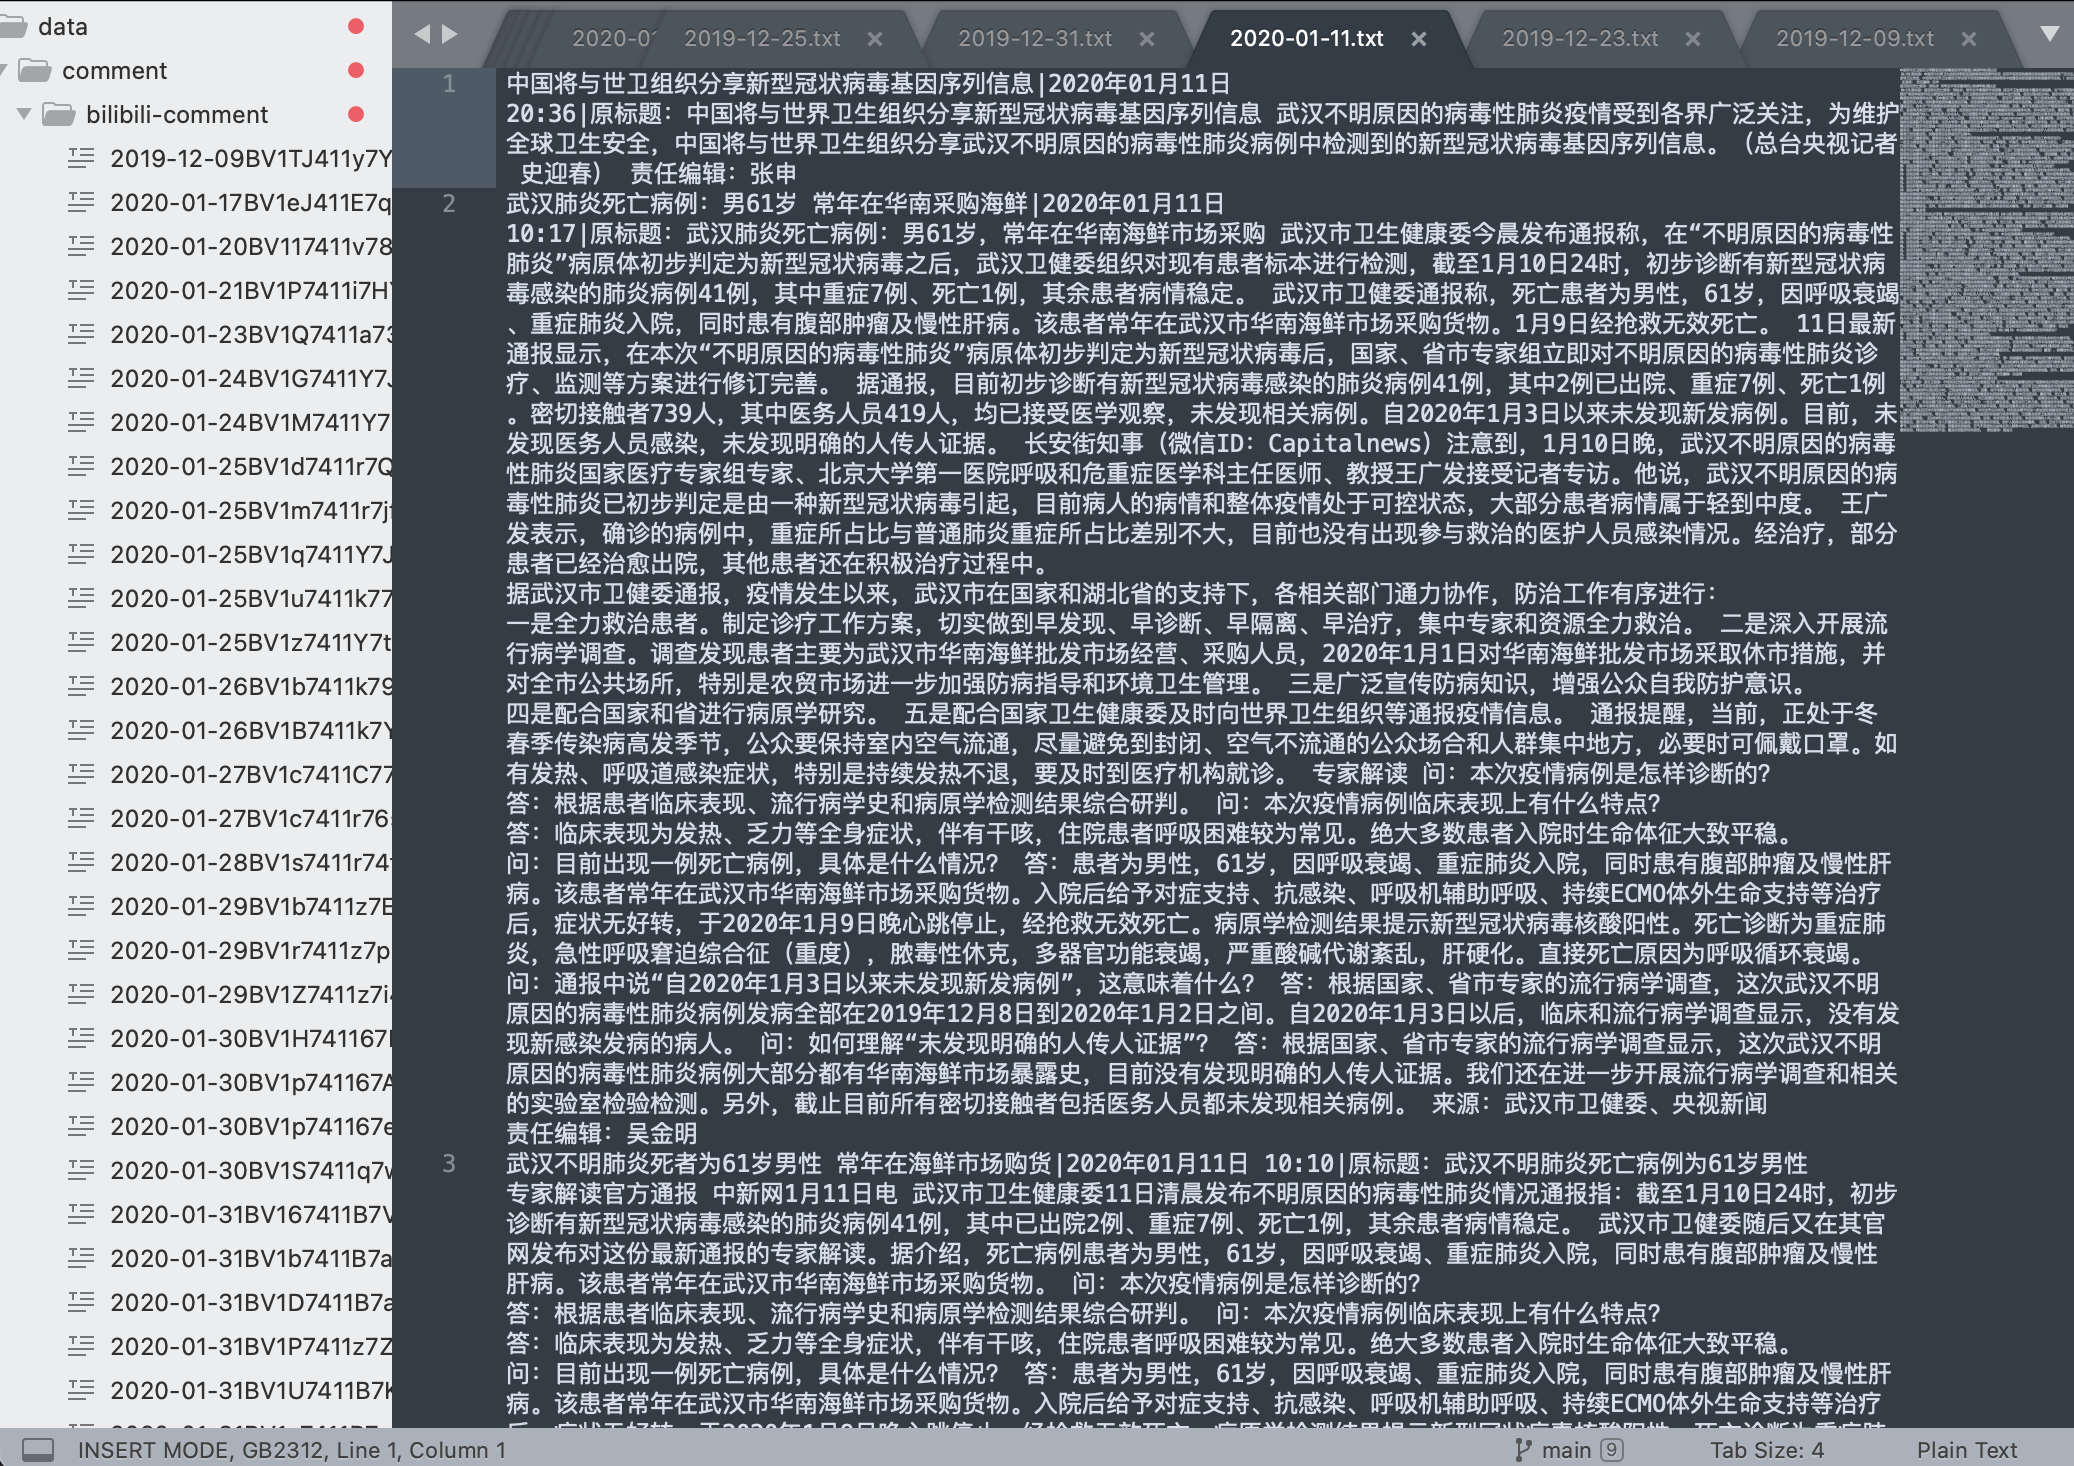 data
comment
bilibili-comment
2019-12-09BV1TJ411y7Y
2020-01-17BV1eJ411E7q
2020-01-20BV117411v78
2020-01-21BV1P7411i7H
2020-01-23BV1Q7411a73
2020-01-24BV1G7411Y7J
2020-01-24BV1M7411Y7
2020-01-25BV1d7411r7Q
2020-01-25BV1m7411r7j
2020-01-25BV1q7411Y7J
2020-01-25BV1u7411k77
2020-01-25BV1z7411Y7t
2020-01-26BV1b7411k79
2020-01-26BV1B7411k7Y
2020-01-27BV1c7411C77
2020-01-27BV1c7411r76
2020-01-28BV1s7411r74
2020-01-29BV1b7411z7E
2020-01-29BV1r7411z7p
2020-01-29BV1Z7411z7i
2020-01-30BV1H741167
2020-01-30BV1p741167A
2020-01-30BV1p741167e
2020-01-30BV1S7411q7w
2020-01-31BV167411B7V
2020-01-31BV1b7411B7a
2020-01-31BV1D7411B7a
2020-01-31BV1P7411z7Z
2020-01-31BV1U7411B7K
2020-0
2019-12-25.txt
2019-12-31.txt
2020-01-11.txt
2019-12-23.txt
2019-12-09.txt
1 中国将与世卫组织分享新型冠状病毒基因序列信息|2020年01月11日
20:36|原标题：中国将与世界卫生组织分享新型冠状病毒基因序列信息 武汉不明原因的病毒性肺炎疫情受到各界广泛关注，为维护
全球卫生安全，中国将与世界卫生组织分享武汉不明原因的病毒性肺炎病例中检测到的新型冠状病毒基因序列信息。（总台央视记者
史迎春） 责任编辑：张申
2 武汉肺炎死亡病例：男61岁 常年在华南采购海鲜|2020年01月11日
10:17|原标题：武汉肺炎死亡病例：男61岁，常年在华南海鲜市场采购 武汉市卫生健康委今晨发布通报称，在“不明原因的病毒性
肺炎”病原体初步判定为新型冠状病毒之后，武汉卫健委组织对现有患者标本进行检测，截至1月10日24时，初步诊断有新型冠状病
毒感染的肺炎病例41例，其中重症7例、死亡1例，其余患者病情稳定。 武汉市卫健委通报称，死亡患者为男性，61岁，因呼吸衰竭
、重症肺炎入院，同时患有腹部肿瘤及慢性肝病。该患者常年在武汉市华南海鲜市场采购货物。1月9日经抢救无效死亡。 11日最新
通报显示，在本次“不明原因的病毒性肺炎”病原体初步判定为新型冠状病毒后，国家、省市专家组立即对不明原因的病毒性肺炎诊
疗、监测等方案进行修订完善。 据通报，目前初步诊断有新型冠状病毒感染的肺炎病例41例，其中2例已出院、重症7例、死亡1例
。密切接触者739人，其中医务人员419人，均已接受医学观察，未发现相关病例。自2020年1月3日以来未发现新发病例。目前，未
发现医务人员感染，未发现明确的人传人证据。 长安街知事（微信ID：Capitalnews）注意到，1月10日晚，武汉不明原因的病毒
性肺炎国家医疗专家组专家、北京大学第一医院呼吸和危重症医学科主任医师、教授王广发接受记者专访。他说，武汉不明原因的病
毒性肺炎已初步判定是由一种新型冠状病毒引起，目前病人的病情和整体疫情处于可控状态，大部分患者病情属于轻到中度。 王广
发表示，确诊的病例中，重症所占比与普通肺炎重症所占比差别不大，目前也没有出现参与救治的医护人员感染情况。经治疗，部分
患者已经治愈出院，其他患者还在积极治疗过程中。
据武汉市卫健委通报，疫情发生以来，武汉市在国家和湖北省的支持下，各相关部门通力协作，防治工作有序进行：
一是全力救治患者。制定诊疗工作方案，切实做到早发现、早诊断、早隔离、早治疗，集中专家和资源全力救治。 二是深入开展流
行病学调查。调查发现患者主要为武汉市华南海鲜批发市场经营、采购人员，2020年1月1日对华南海鲜批发市场采取休市措施，并
对全市公共场所，特别是农贸市场进一步加强防病指导和环境卫生管理。 三是广泛宣传防病知识，增强公众自我防护意识。
四是配合国家和省进行病原学研究。 五是配合国家卫生健康委及时向世界卫生组织等通报疫情信息。 通报提醒，当前，正处于冬
春季传染病高发季节，公众要保持室内空气流通，尽量避免到封闭、空气不流通的公众场合和人群集中地方，必要时可佩戴口罩。如
有发热、呼吸道感染症状，特别是持续发热不退，要及时到医疗机构就诊。 专家解读 问：本次疫情病例是怎样诊断的？
答：根据患者临床表现、流行病学史和病原学检测结果综合研判。 问：本次疫情病例临床表现上有什么特点？
答：临床表现为发热、乏力等全身症状，伴有干咳，住院患者呼吸困难较为常见。绝大多数患者入院时生命体征大致平稳。
问：目前出现一例死亡病例，具体是什么情况？ 答：患者为男性，61岁，因呼吸衰竭、重症肺炎入院，同时患有腹部肿瘤及慢性肝
病。该患者常年在武汉市华南海鲜市场采购货物。入院后给予对症支持、抗感染、呼吸机辅助呼吸、持续ECMO体外生命支持等治疗
后，症状无好转，于2020年1月9日晚心跳停止，经抢救无效死亡。病原学检测结果提示新型冠状病毒核酸阳性。死亡诊断为重症肺
炎，急性呼吸窘迫综合征（重度），脓毒性休克，多器官功能衰竭，严重酸碱代谢紊乱，肝硬化。直接死亡原因为呼吸循环衰竭。
问：通报中说“自2020年1月3日以来未发现新发病例”，这意味着什么？ 答：根据国家、省市专家的流行病学调查，这次武汉不明
原因的病毒性肺炎病例发病全部在2019年12月8日到2020年1月2日之间。自2020年1月3日以后，临床和流行病学调查显示，没有发
现新感染发病的病人。 问：如何理解“未发现明确的人传人证据”？ 答：根据国家、省市专家的流行病学调查显示，这次武汉不明
原因的病毒性肺炎病例大部分都有华南海鲜市场暴露史，目前没有发现明确的人传人证据。我们还在进一步开展流行病学调查和相关
的实验室检验检测。另外，截止目前所有密切接触者包括医务人员都未发现相关病例。 来源：武汉市卫健委、央视新闻
责任编辑：吴金明
3 武汉不明肺炎死者为61岁男性 常年在海鲜市场购货|2020年01月11日 10:10|原标题：武汉不明肺炎死亡病例为61岁男性
专家解读官方通报 中新网1月11日电 武汉市卫生健康委11日清晨发布不明原因的病毒性肺炎情况通报指：截至1月10日24时，初步
诊断有新型冠状病毒感染的肺炎病例41例，其中已出院2例、重症7例、死亡1例，其余患者病情稳定。 武汉市卫健委随后又在其官
网发布对这份最新通报的专家解读。据介绍，死亡病例患者为男性，61岁，因呼吸衰竭、重症肺炎入院，同时患有腹部肿瘤及慢性
肝病。该患者常年在武汉市华南海鲜市场采购货物。 问：本次疫情病例是怎样诊断的？
答：根据患者临床表现、流行病学史和病原学检测结果综合研判。 问：本次疫情病例临床表现上有什么特点？
答：临床表现为发热、乏力等全身症状，伴有干咳，住院患者呼吸困难较为常见。绝大多数患者入院时生命体征大致平稳。
问：目前出现一例死亡病例，具体是什么情况？ 答：患者为男性，61岁，因呼吸衰竭、重症肺炎入院，同时患有腹部肿瘤及慢性肝
病。该患者常年在武汉市华南海鲜市场采购货物。入院后给予对症支持、抗感染、呼吸机辅助呼吸、持续ECMO体外生命支持等治疗
INSERT MODE, GB2312, Line 1, Column 1
main 9
Tab Size: 4
Plain Text